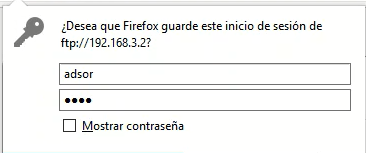 ¿Desea que Firefox guarde este inicio de sesión de
ftp://192.168.3.2?
adsor
●●●●
Mostrar contraseña